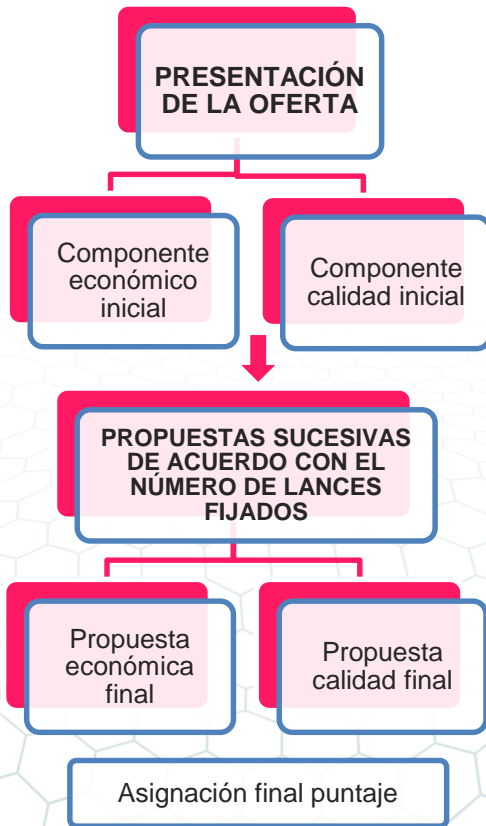 PRESENTACIÓN
DE LA OFERTA
Componente
económico
inicial
Componente
calidad inicial
PROPUESTAS SUCESIVAS
DE ACUERDO CON EL
NÚMERO DE LANCES
FIJADOS
Propuesta
económica
final
Propuesta
calidad final
Asignación final puntaje